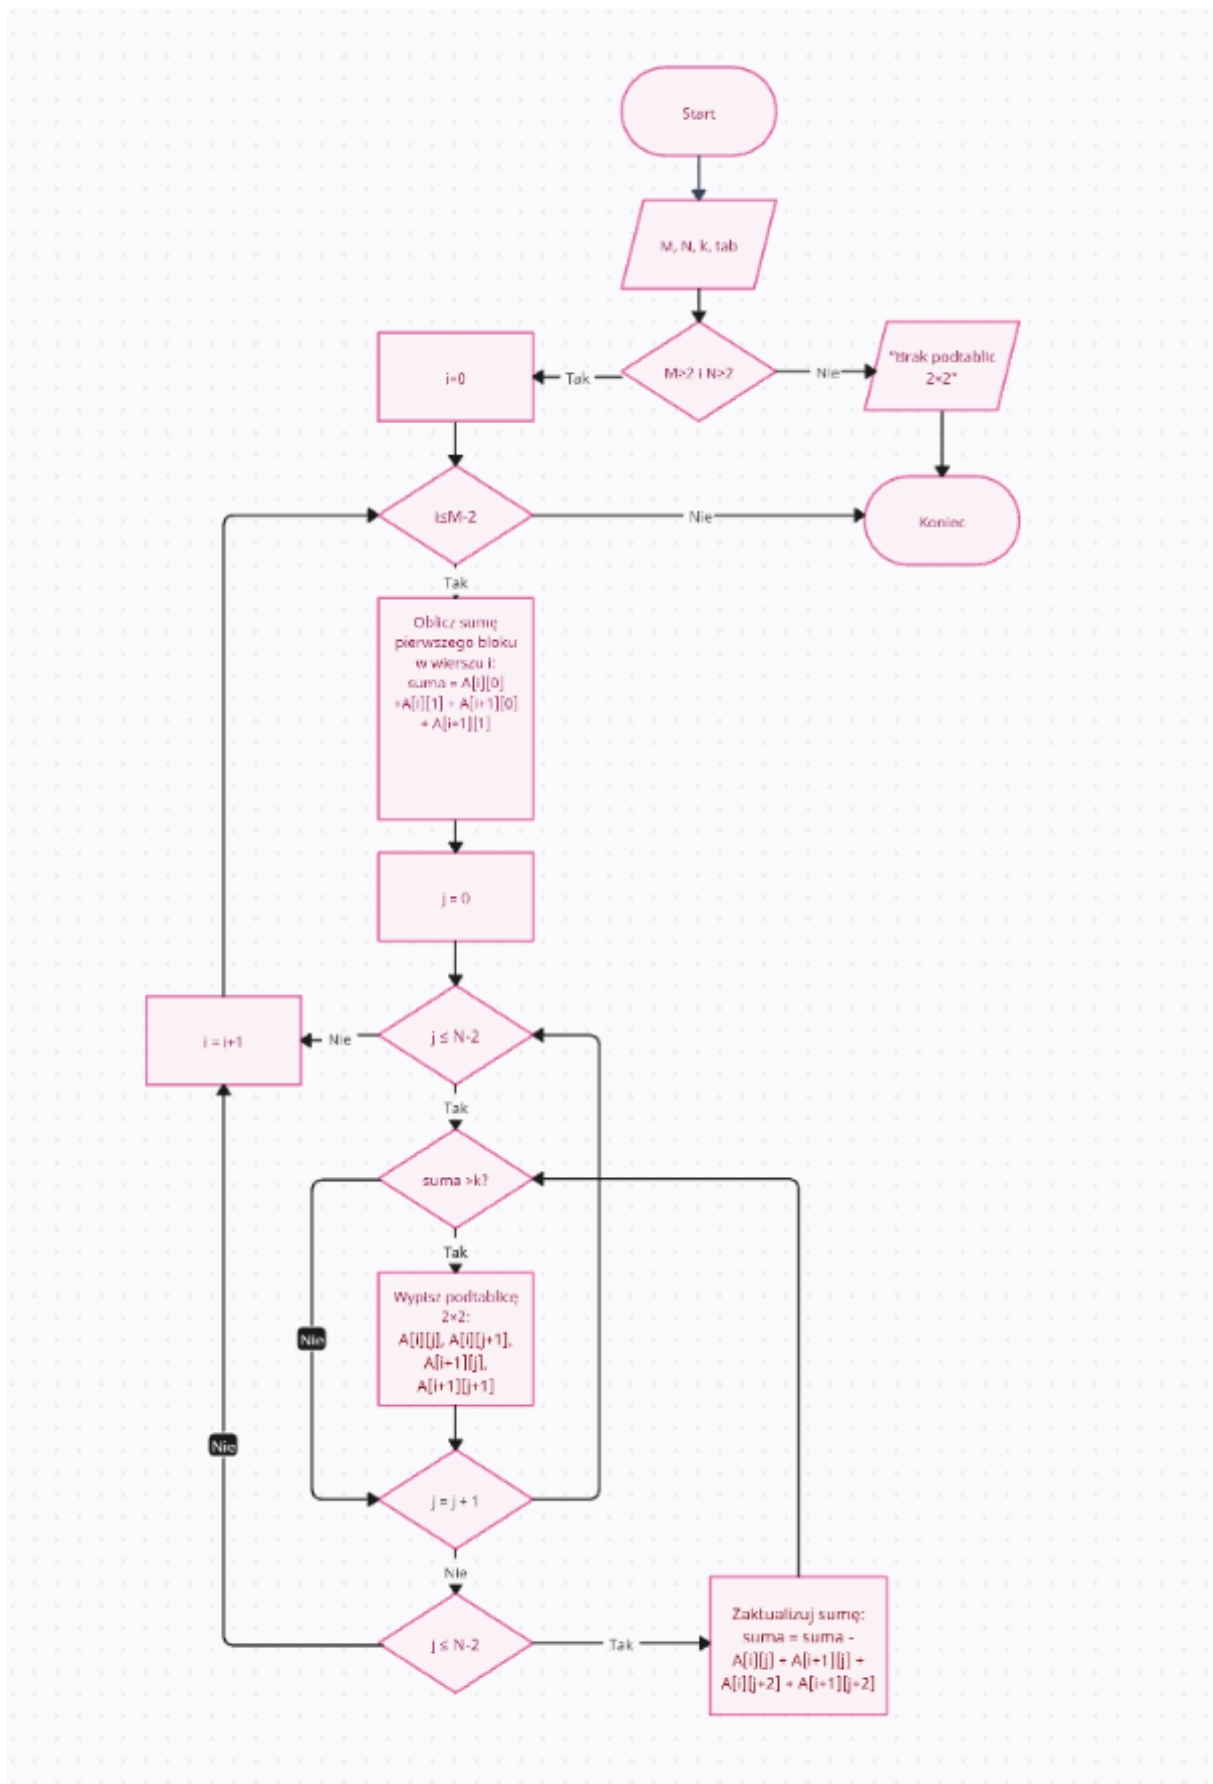 Start
M, N, k, tab
M≥2 i N≥2
Tak
Nie
"Brak podtablic
2×2"
i=0
i≤M-2
Nie
Koniec
Tak
Oblicz sumę
pierwszego bloku
w wierszu i:
suma = A[i][0]
+A[i][1] + A[i+1][0]
+ A[i+1][1]
j = 0
j ≤ N-2
Nie
i = i+1
Tak
suma >k?
Tak
Nie
Wypisz podtablicę
2×2:
A[i][j], A[i][j+1],
A[i+1][j],
A[i+1][j+1]
Nie
j = j + 1
Nie
j ≤ N-2
Tak
Zaktualizuj sumę:
suma = suma -
A[i][j] + A[i+1][j] +
A[i][j+2] + A[i+1][j+2]